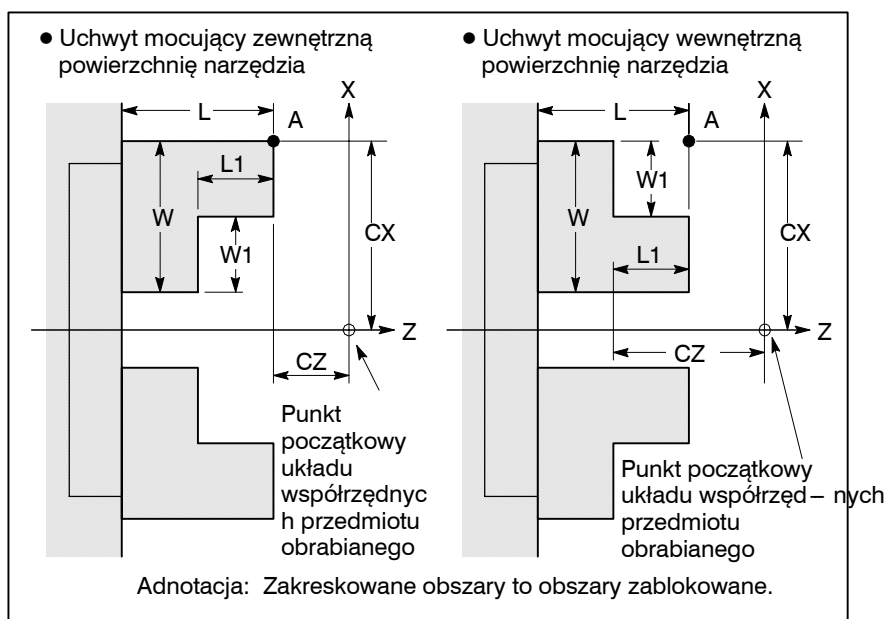 ● Uchwyt mocujący zewnętrzną
powierzchnię narzędzia
L
A
X
L1
W
W1
CX
Z
CZ
Punkt
początkowy
układu
współrzędnyc
h przedmiotu
obrabianego
● Uchwyt mocujący wewnętrzną
powierzchnię narzędzia
X
L
A
W1
W
CX
L1
Z
CZ
Punkt początkowy
układu współrzęd– nych
przedmiotu
obrabianego
Adnotacja: Zakreskowane obszary to obszary zablokowane.